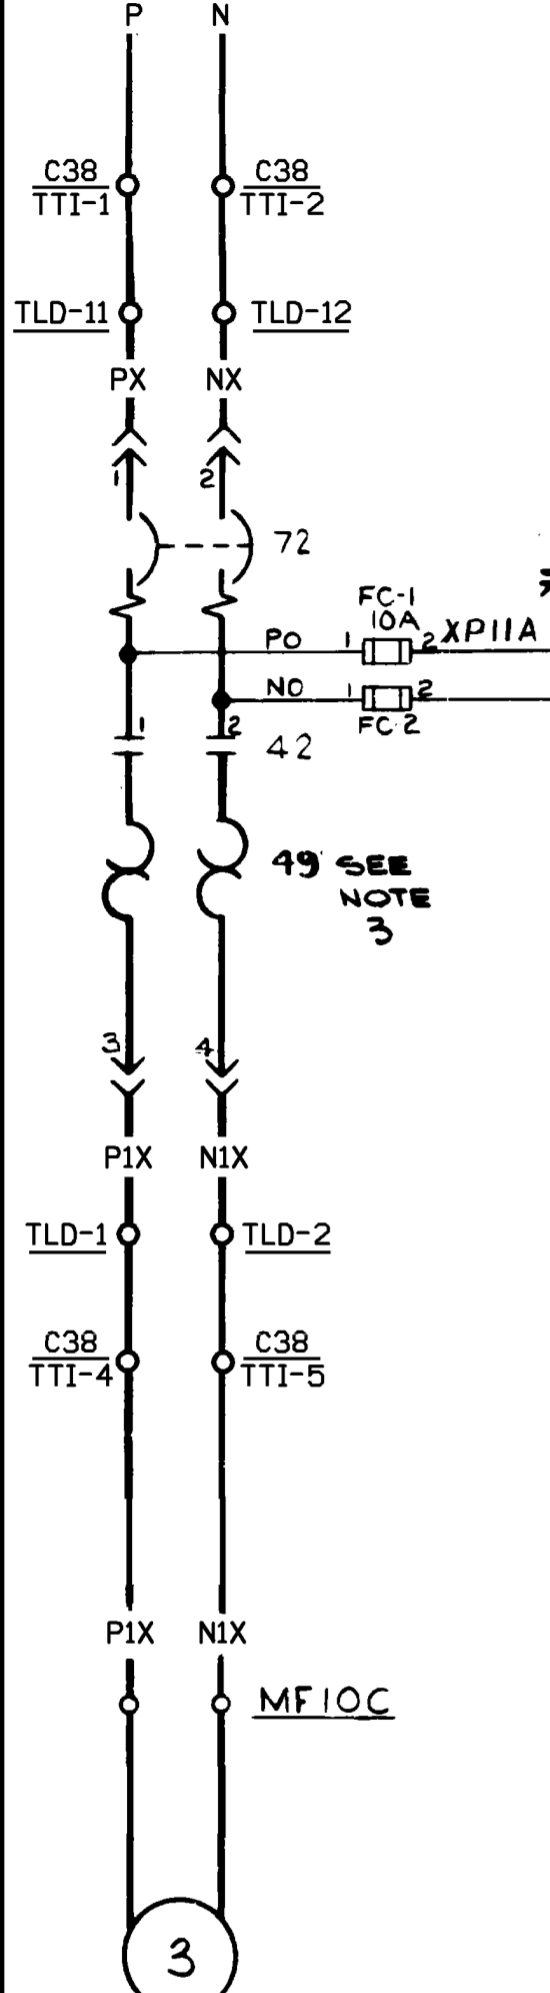 P N
C38 C38
TTI-1 TTI-2
TLD-11 TLD-12
PX NX
1 2
72
FC-1
10A
PO 1 2 XP11A
NO 1 2
FC 2
1 2 42
49 SEE
NOTE
3
3 4
P1X N1X
TLD-1 TLD-2
C38 C38
TTI-4 TTI-5
P1X N1X
MF10C
3